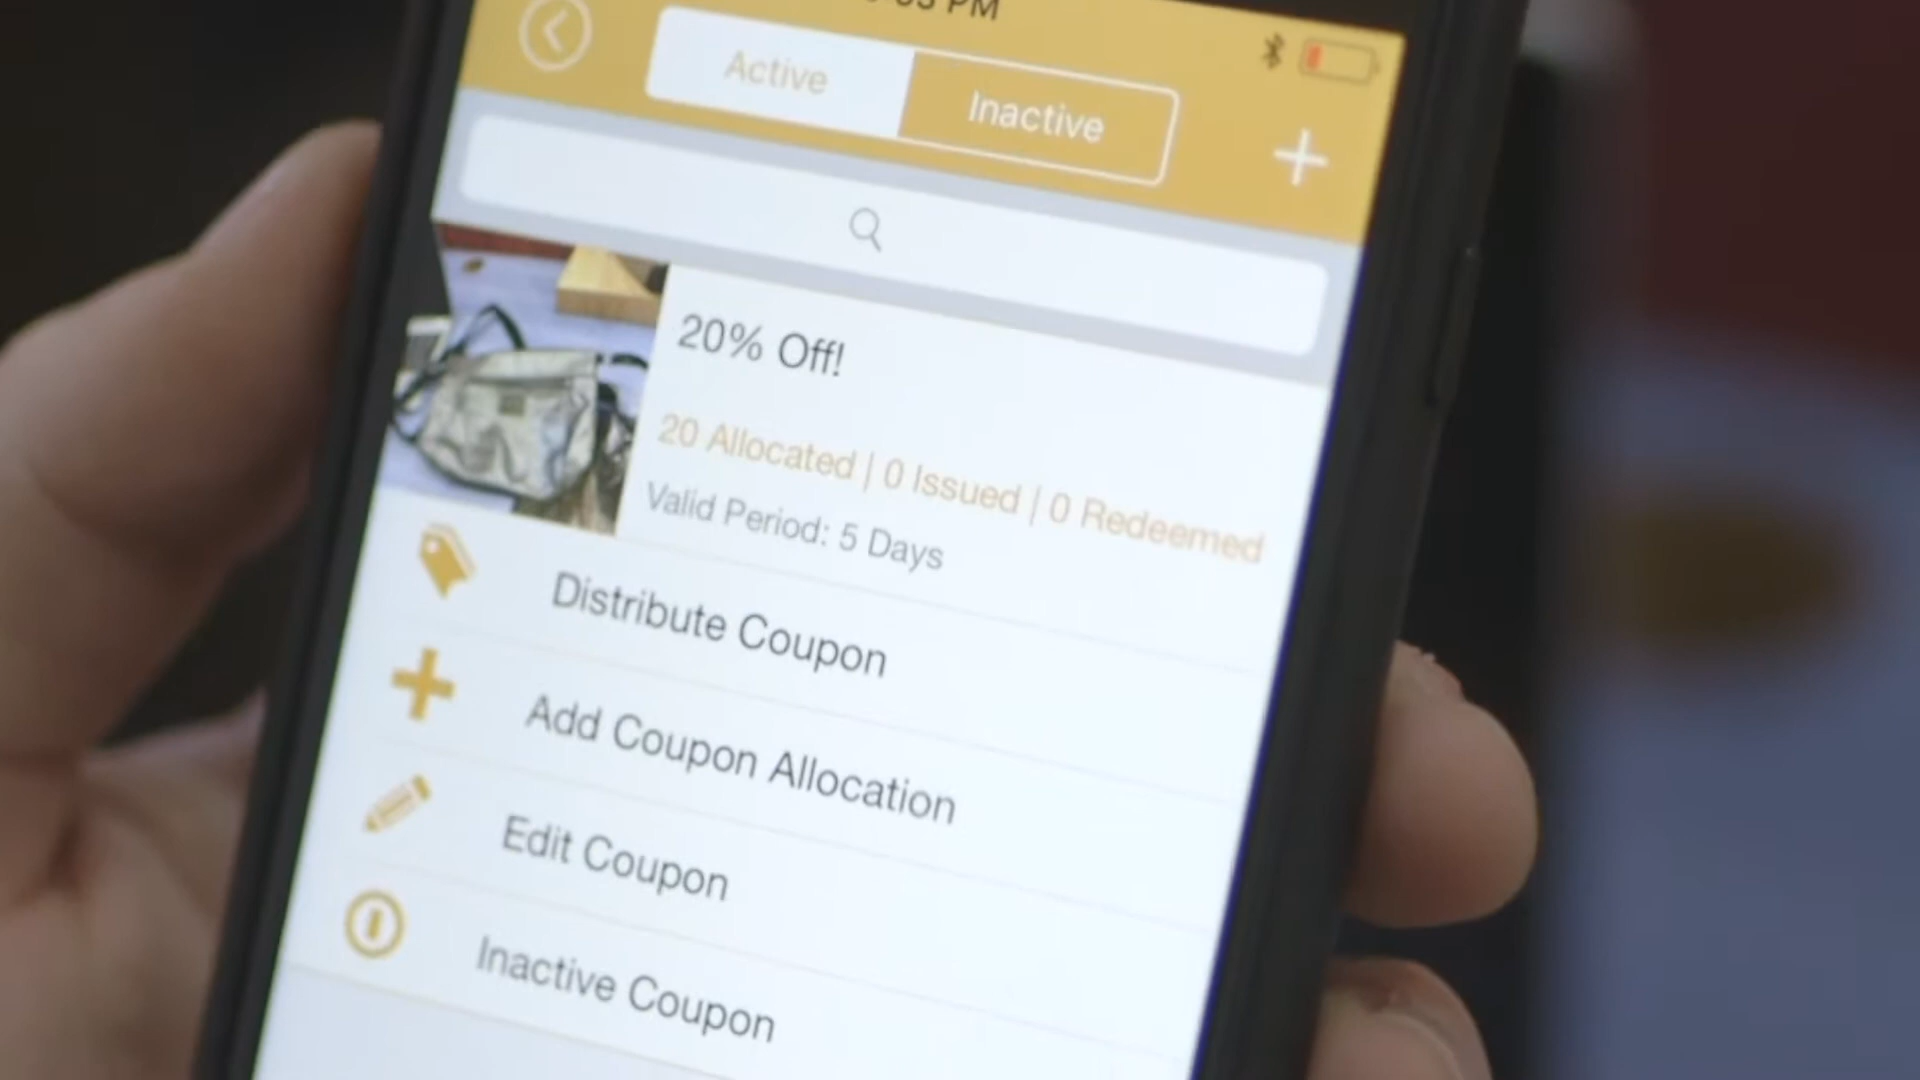 PM
Active
Inactive
20% Off!
20 Allocated | 0 Issued | 0 Redeemed
Valid Period: 5 Days
Distribute Coupon
Add Coupon Allocation
Edit Coupon
Inactive Coupon